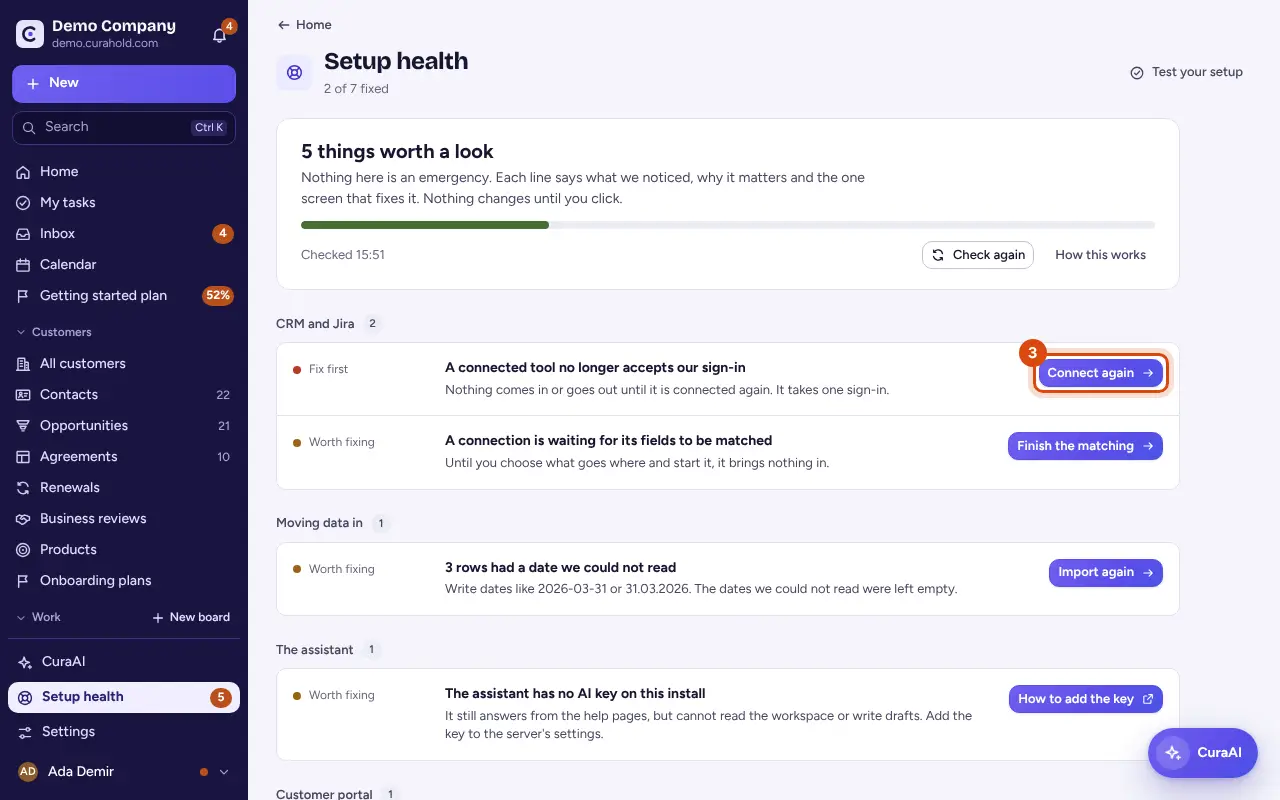 Demo Company
demo.curahold.com
4
New
Search
Ctrl K
Home
My tasks
Inbox
4
Calendar
Getting started plan
52%
Customers
All customers
Contacts
22
Opportunities
21
Agreements
10
Renewals
Business reviews
Products
Onboarding plans
Work
New board
CuraAI
Setup health
5
Settings
AD
Ada Demir
Home
Setup health
2 of 7 fixed
Test your setup
5 things worth a look
Nothing here is an emergency. Each line says what we noticed, why it matters and the one
screen that fixes it. Nothing changes until you click.
Checked 15:51
Check again
How this works
CRM and Jira
2
Fix first
A connected tool no longer accepts our sign-in
Nothing comes in or goes out until it is connected again. It takes one sign-in.
3
Connect again
Worth fixing
A connection is waiting for its fields to be matched
Until you choose what goes where and start it, it brings nothing in.
Finish the matching
Moving data in
1
Worth fixing
3 rows had a date we could not read
Write dates like 2026-03-31 or 31.03.2026. The dates we could not read were left empty.
Import again
The assistant
1
Worth fixing
The assistant has no AI key on this install
It still answers from the help pages, but cannot read the workspace or write drafts. Add the
key to the server's settings.
How to add the key
CuraAI
Customer portal
1